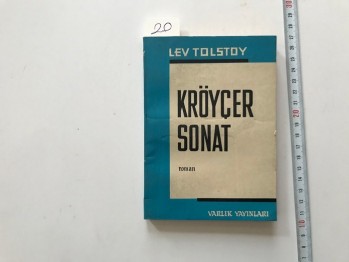 20
LEV TOLSTOY
KRÖYÇER
SONAT
roman
VARLIK YAYINLARI